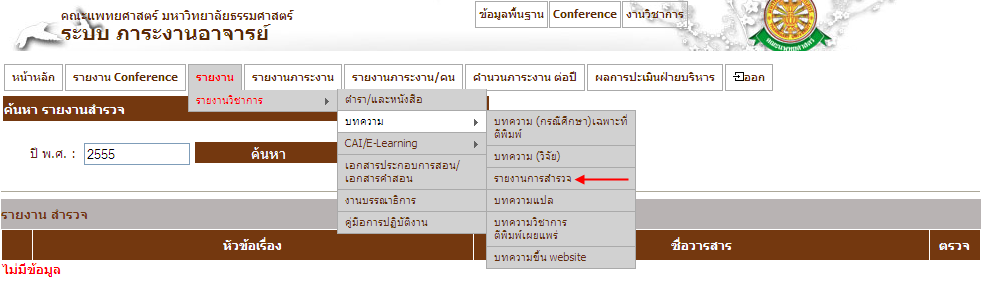 คณะแพทยศาสตร์ มหาวิทยาลัยธรรมศาสตร์
ระบบ ภาระงานอาจารย์
ข้อมูลพื้นฐาน Conference งานวิชาการ
หน้าหลัก รายงาน Conference รายงาน รายงานภาระงาน รายงานภาระงาน/คน คำนวนภาระงาน ต่อปี ผลการประเมินฝ่ายบริหาร ออก
รายงานวิชาการ
ตำรา/และหนังสือ
บทความ
CAI/E-Learning
เอกสารประกอบการสอน/
เอกสารคำสอน
งานบรรณาธิการ
คู่มือการปฏิบัติงาน
บทความ (กรณีศึกษา)เฉพาะที่
ตีพิมพ์
บทความ (วิจัย)
รายงานการสำรวจ
บทความแปล
บทความวิชาการ
ตีพิมพ์เผยแพร่
บทความขึ้น website
ค้นหา รายงานสำรวจ
ปี พ.ศ. : 2555 ค้นหา
รายงาน สำรวจ
หัวข้อเรื่อง ชื่อวารสาร ตรวจ
ไม่มีข้อมูล